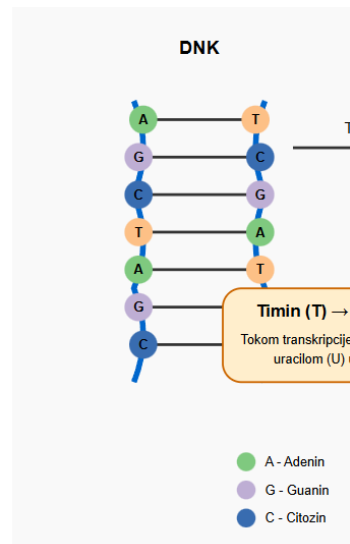 DNK
A T
T
G C
C G
T A
A T
G
Timin (T) →
C
Tokom transkripcije
uracilom (U)
A - Adenin
G - Guanin
C - Citozin